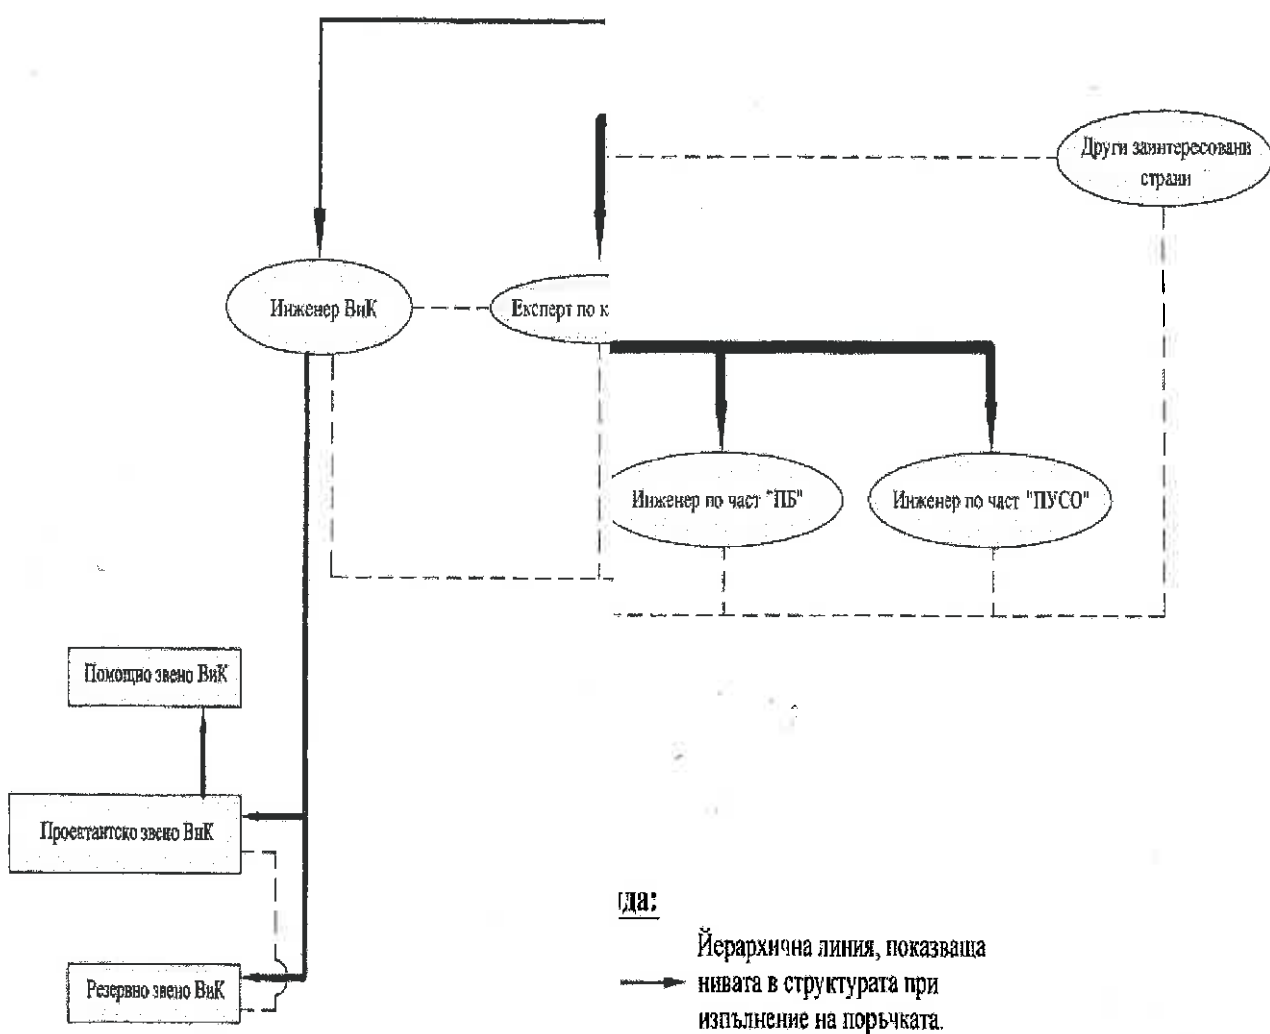 Други заинтересовани
страни
Инженер ВиК
Експерт по к
Инженер по част "ПБ"
Инженер по част "ПУСО"
Помощно звено ВиК
Проектантско звено ВиК
Резервно звено ВиК
да:
Йерархична линия, показваща
нивата в структурата при
изпълнение на поръчката.